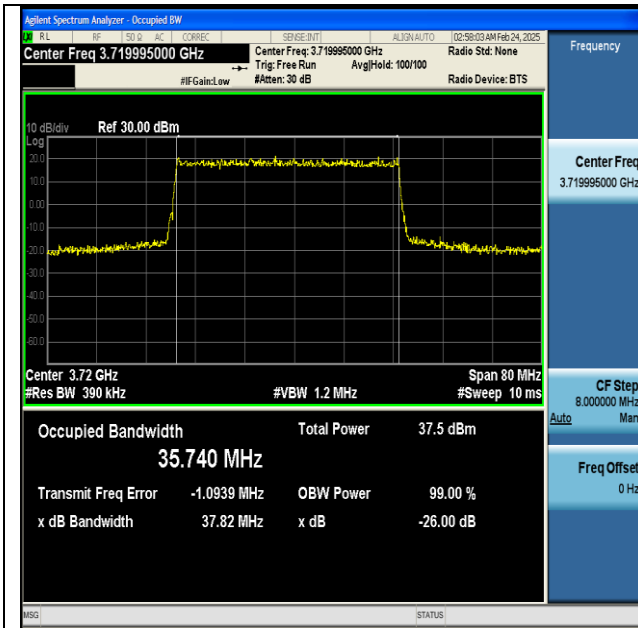 Agilent Spectrum Analyzer - Occupied BW
RL RF 50 Ω AC CORREC SENSE:INT ALIGN AUTO 02:58:03 AM Feb 24, 2025
Center Freq 3.719995000 GHz
Center Freq: 3.719995000 GHz Radio Std: None
Trig: Free Run Avg|Hold: 100/100
#IFGain:Low #Atten: 30 dB Radio Device: BTS
10 dB/div Ref 30.00 dBm
Log
20.0
10.0
0.00
-10.0
-20.0
-30.0
-40.0
-50.0
-60.0
Center 3.72 GHz Span 80 MHz
#Res BW 390 kHz #VBW 1.2 MHz #Sweep 10 ms
Occupied Bandwidth Total Power 37.5 dBm
35.740 MHz
Transmit Freq Error -1.0939 MHz OBW Power 99.00 %
x dB Bandwidth 37.82 MHz x dB -26.00 dB
MSG STATUS
Frequency
Center Freq
3.719995000 GHz
CF Step
8.000000 MHz
Auto Man
Freq Offset
0 Hz